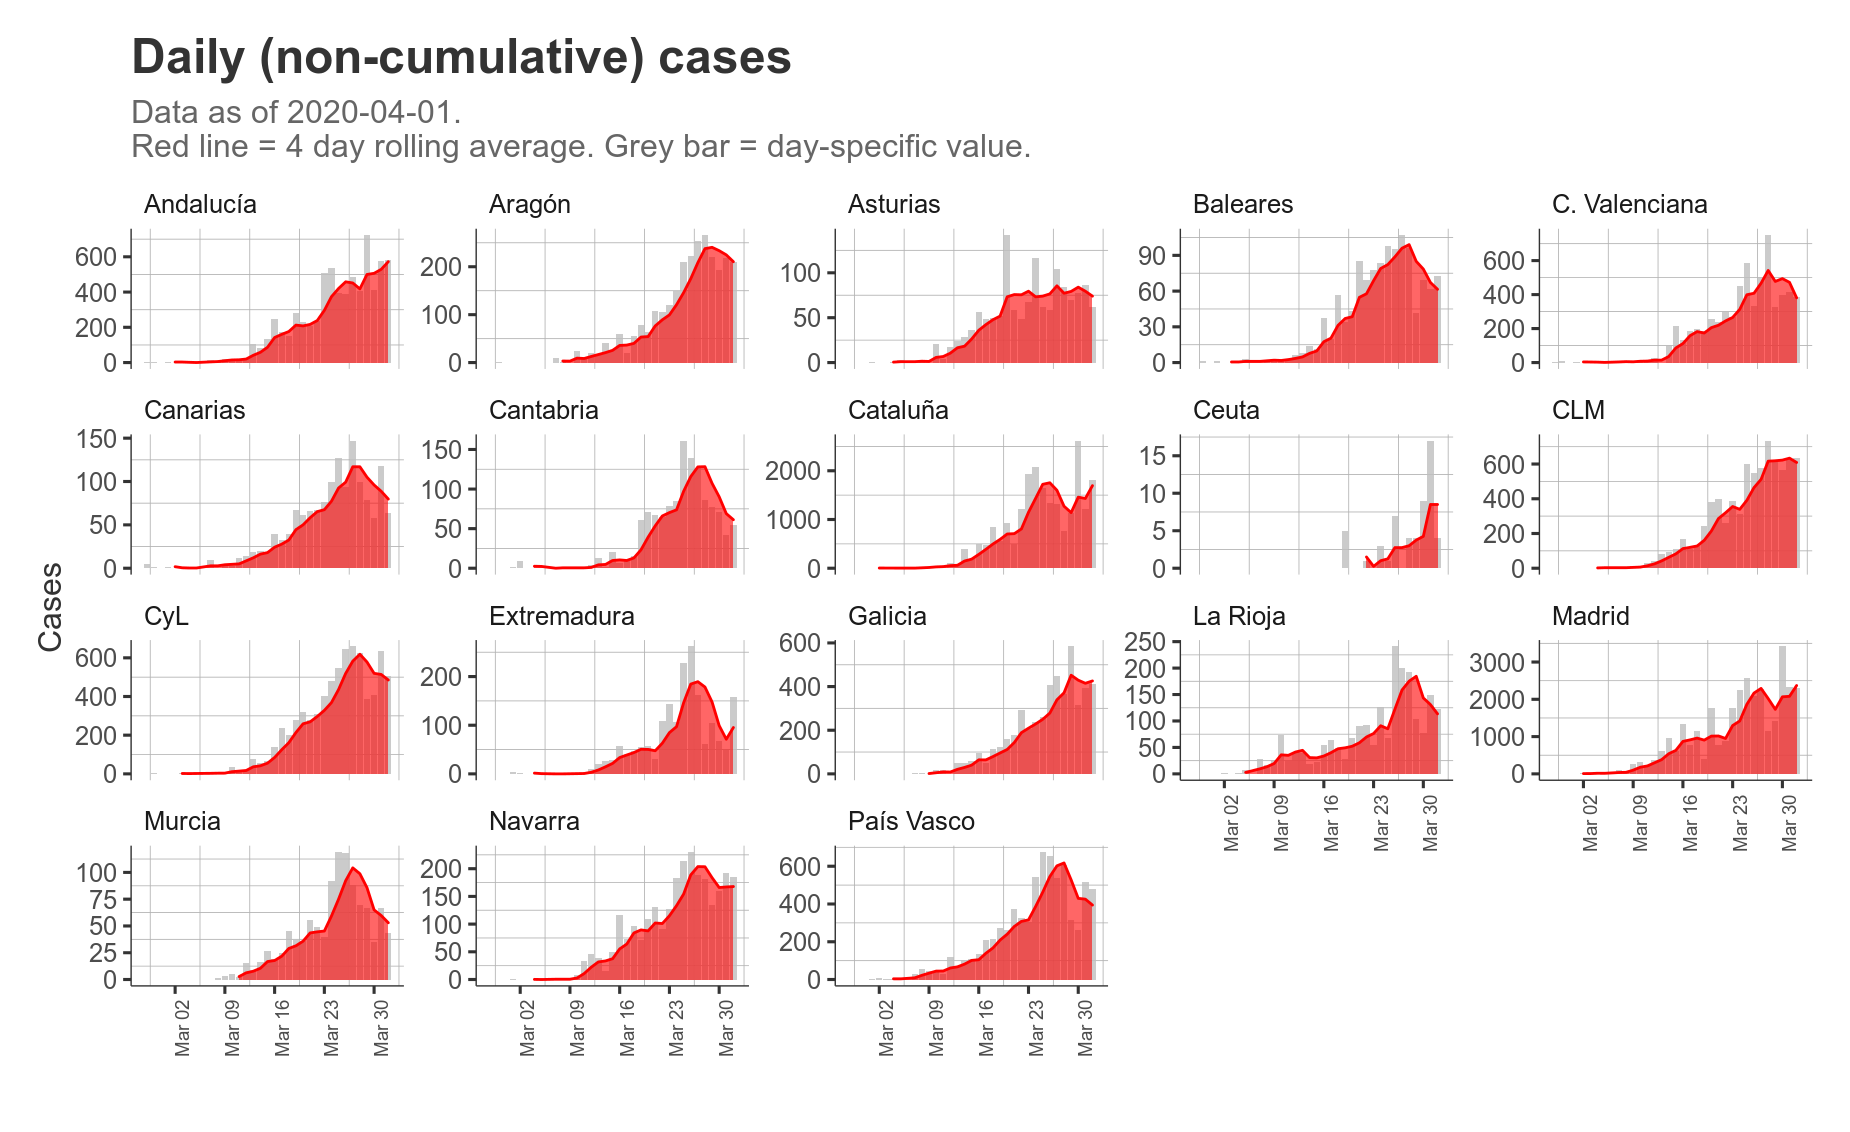 Daily (non-cumulative) cases
Data as of 2020-04-01.
Red line = 4 day rolling average. Grey bar = day-specific value.
Cases
Andalucía
600
400
200
0
Aragón
200
100
0
Asturias
100
50
0
Baleares
90
60
30
0
C. Valenciana
600
400
200
0
Canarias
150
100
50
0
Cantabria
150
100
50
0
Cataluña
2000
1000
0
Ceuta
15
10
5
0
CLM
600
400
200
0
CyL
600
400
200
0
Extremadura
200
100
0
Galicia
600
400
200
0
La Rioja
250
200
150
100
50
0
Mar 02
Mar 09
Mar 16
Mar 23
Mar 30
Madrid
3000
2000
1000
0
Mar 02
Mar 09
Mar 16
Mar 23
Mar 30
Murcia
100
75
50
25
0
Mar 02
Mar 09
Mar 16
Mar 23
Mar 30
Navarra
200
150
100
50
0
Mar 02
Mar 09
Mar 16
Mar 23
Mar 30
País Vasco
600
400
200
0
Mar 02
Mar 09
Mar 16
Mar 23
Mar 30